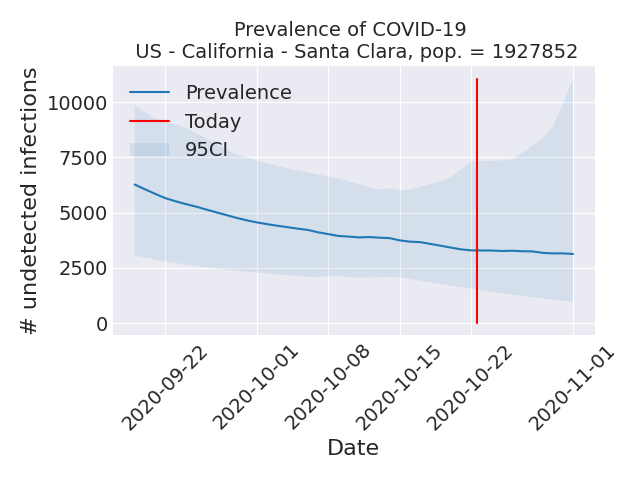 Prevalence of COVID-19
US - California - Santa Clara, pop. = 1927852
# undetected infections
10000
7500
5000
2500
0
Prevalence
Today
95CI
2020-09-22
2020-10-01
2020-10-08
2020-10-15
2020-10-22
2020-11-01
Date